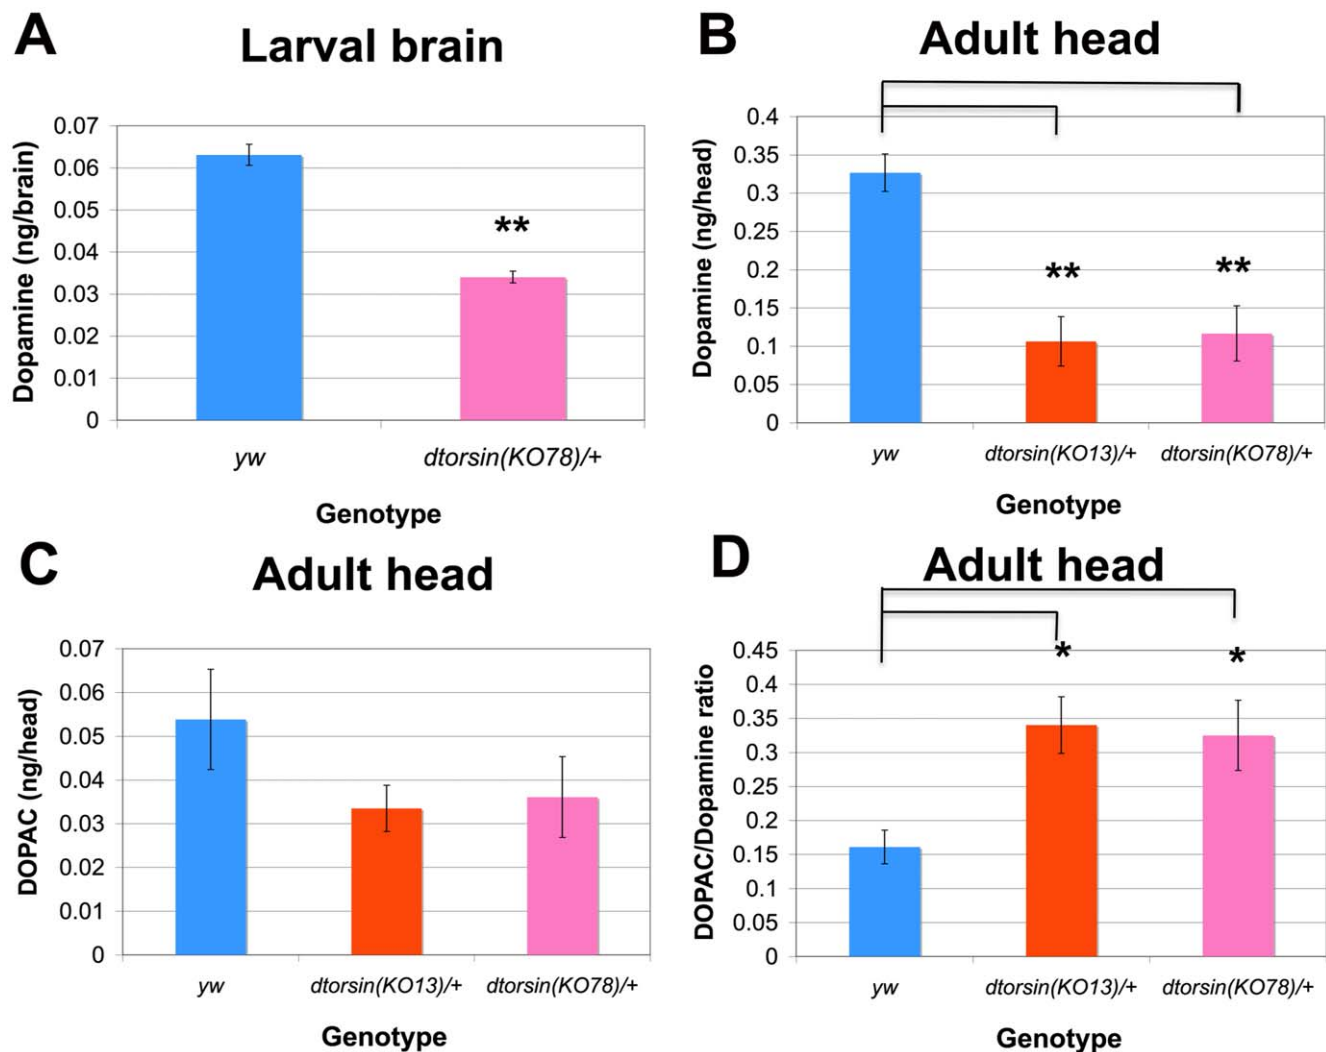 A
Larval brain
Dopamine (ng/brain)
0.07
0.06
0.05
0.04
0.03
0.02
0.01
0
**
yw
dtorsin(KO78)/+
Genotype
B
Adult head
Dopamine (ng/head)
0.4
0.35
0.3
0.25
0.2
0.15
0.1
0.05
0
**
**
yw
dtorsin(KO13)/+
dtorsin(KO78)/+
Genotype
C
Adult head
DOPAC (ng/head)
0.07
0.06
0.05
0.04
0.03
0.02
0.01
0
yw
dtorsin(KO13)/+
dtorsin(KO78)/+
Genotype
D
Adult head
DOPAC/Dopamine ratio
0.45
0.4
0.35
0.3
0.25
0.2
0.15
0.1
0.05
0
*
*
yw
dtorsin(KO13)/+
dtorsin(KO78)/+
Genotype